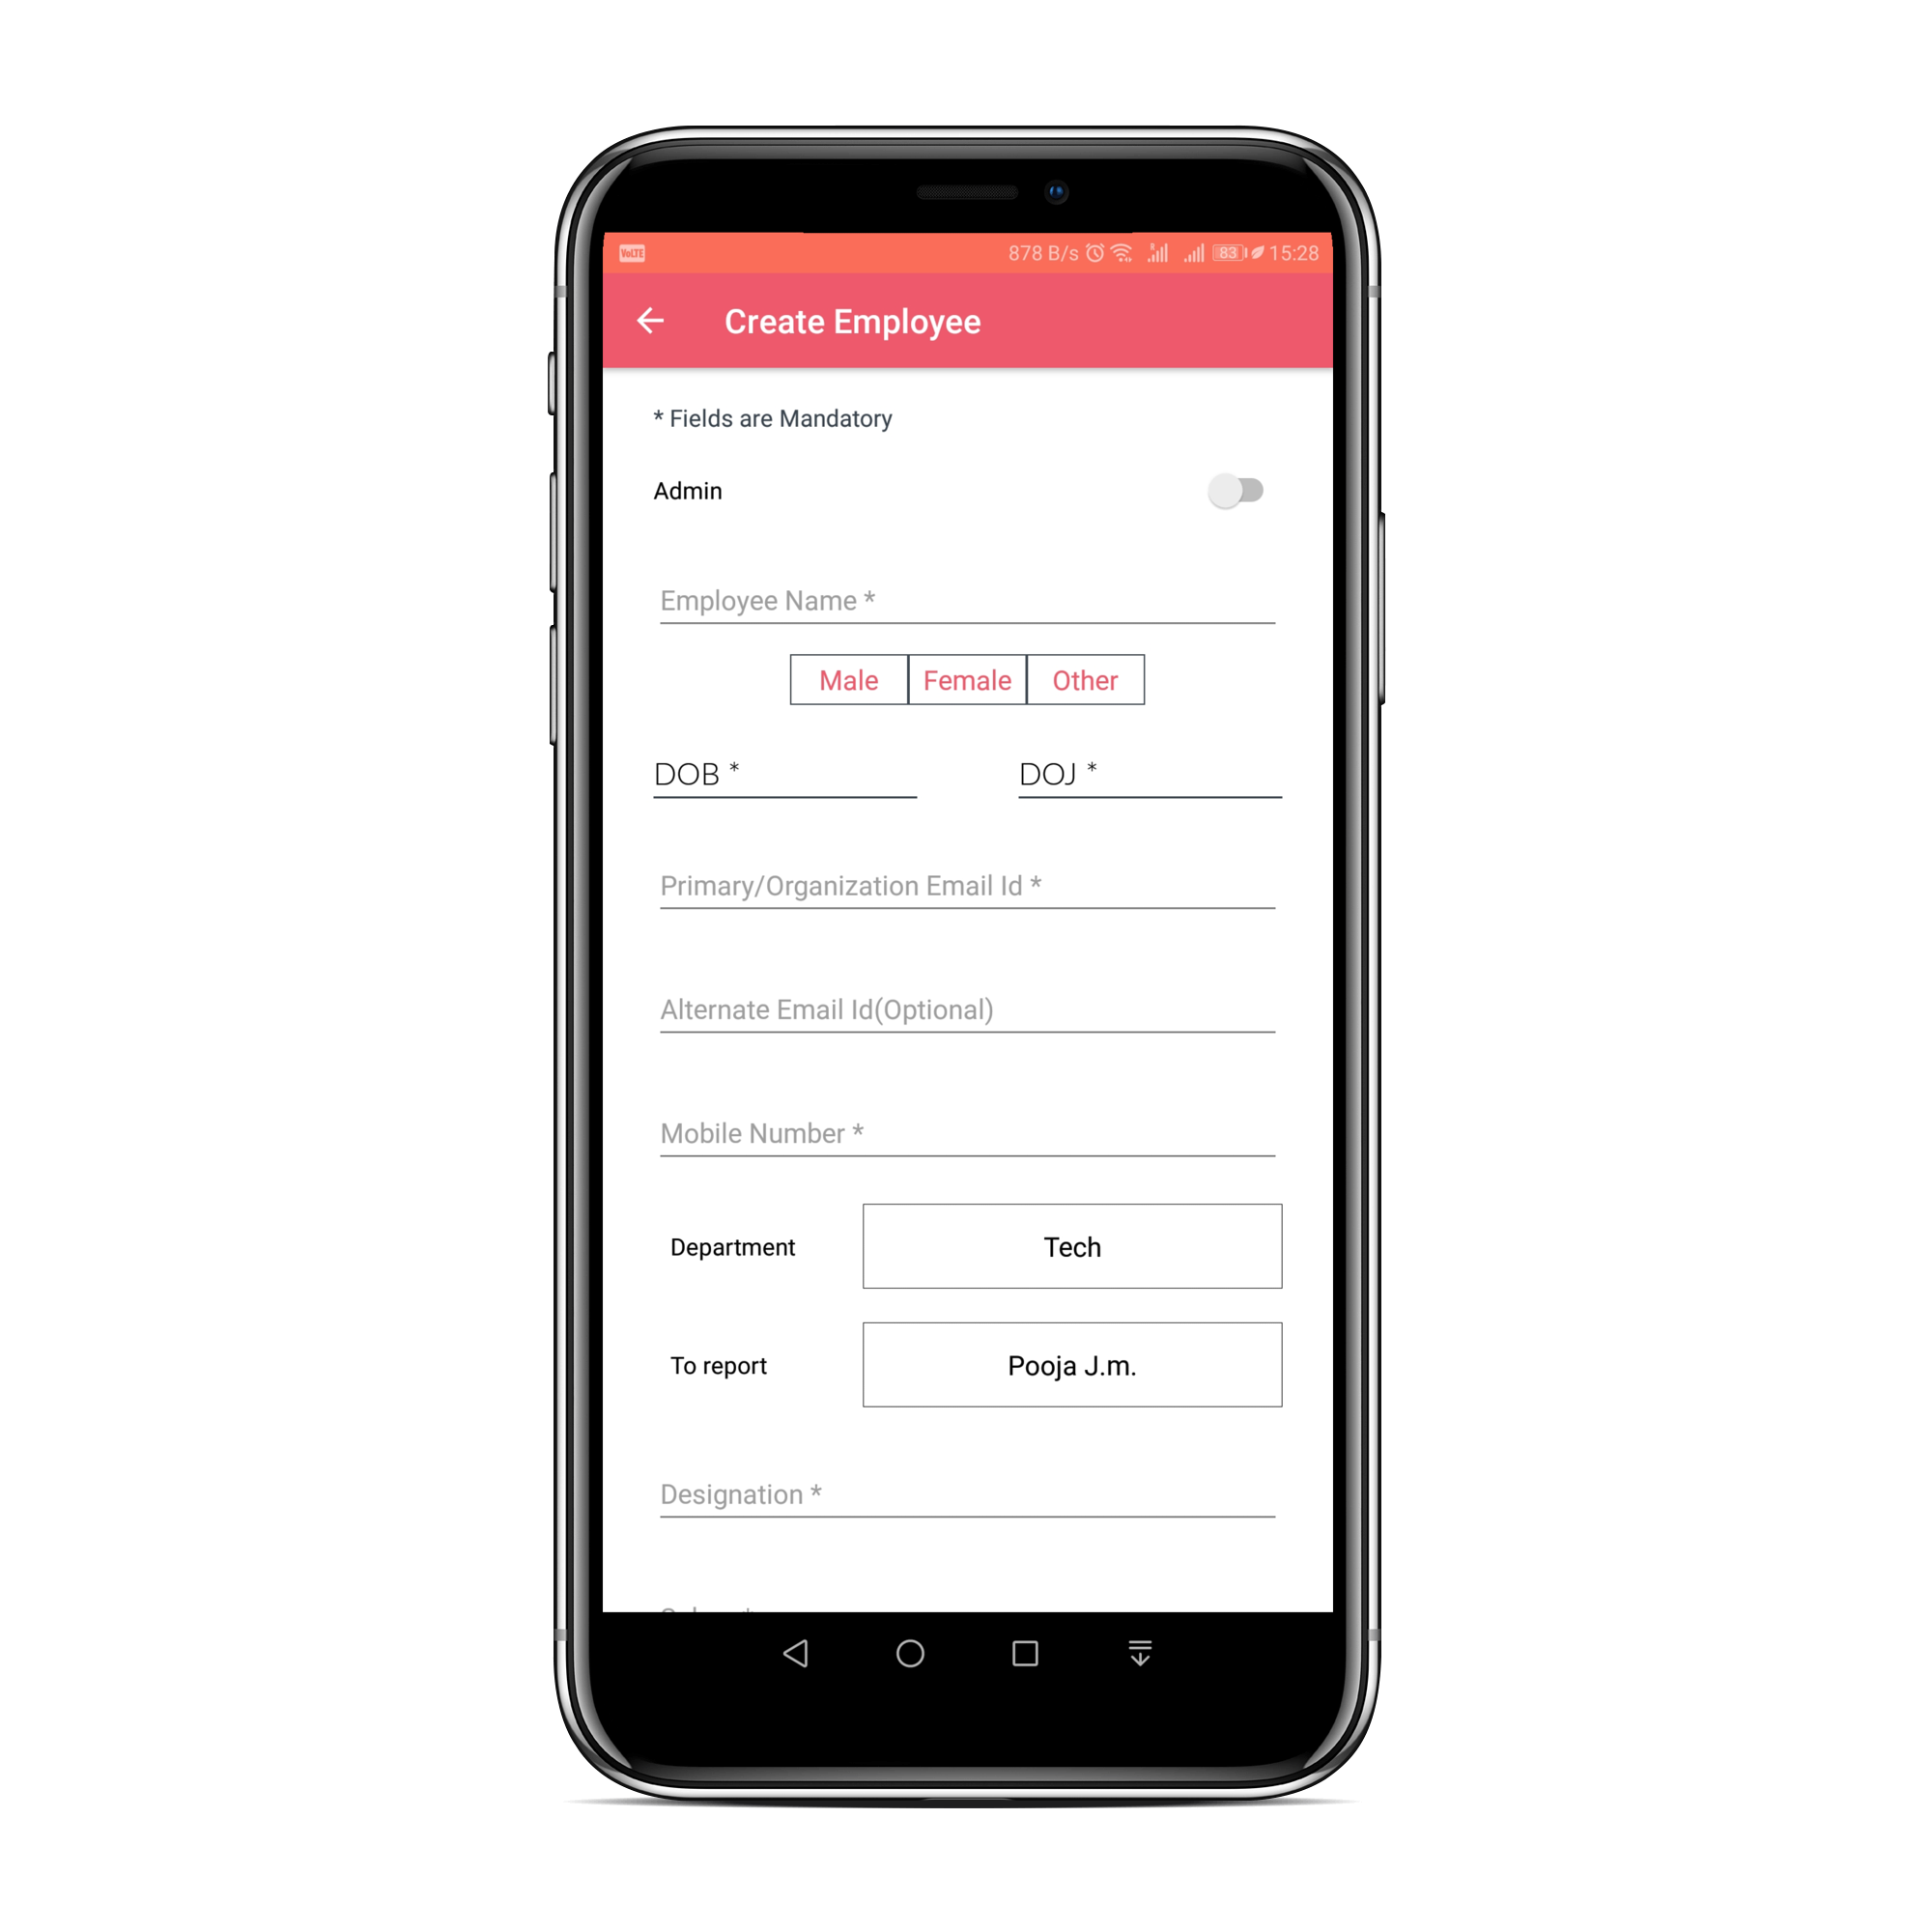 VoLTE 878 B/s 83 15:28
Create Employee
* Fields are Mandatory
Admin
Employee Name *
Male Female Other
DOB * DOJ *
Primary/Organization Email Id *
Alternate Email Id(Optional)
Mobile Number *
Department Tech
To report Pooja J.m.
Designation *